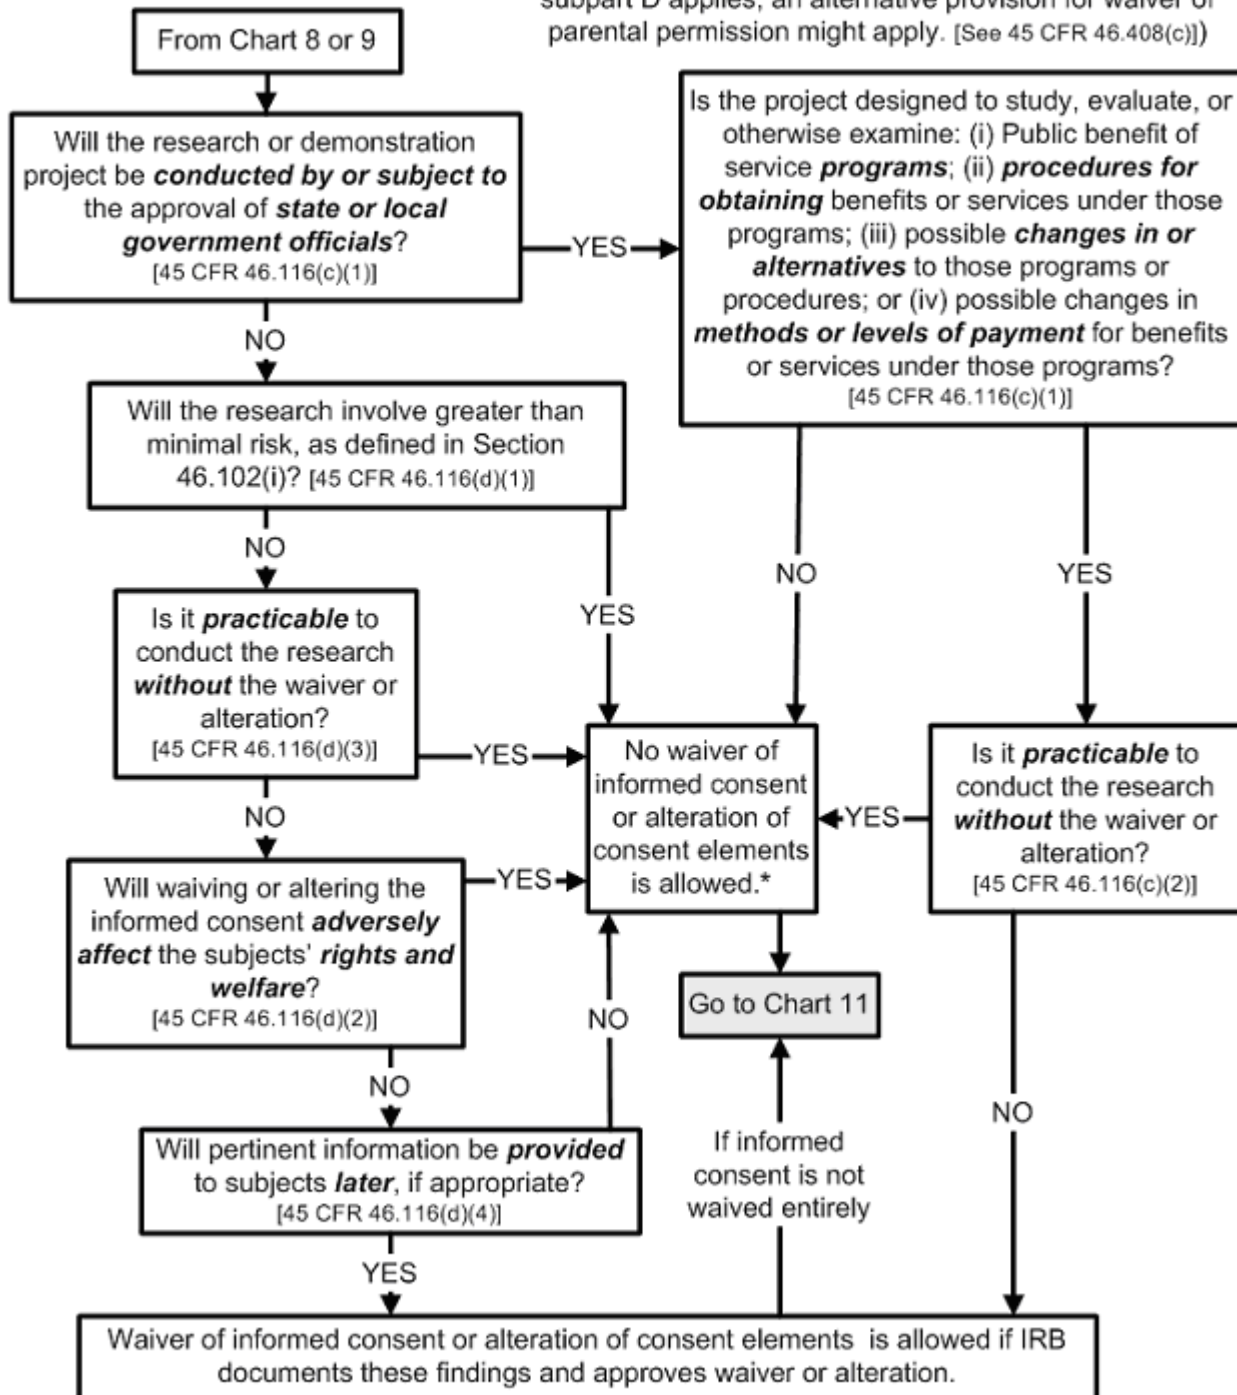 subpart D applies, an alternative provision for waiver of
parental permission might apply. [See 45 CFR 46.408(c)])
From Chart 8 or 9
Will the research or demonstration
project be conducted by or subject to
the approval of state or local
government officials?
[45 CFR 46.116(c)(1)]
YES
Is the project designed to study, evaluate, or
otherwise examine: (i) Public benefit of
service programs; (ii) procedures for
obtaining benefits or services under those
programs; (iii) possible changes in or
alternatives to those programs or
procedures; or (iv) possible changes in
methods or levels of payment for benefits
or services under those programs?
[45 CFR 46.116(c)(1)]
NO
Will the research involve greater than
minimal risk, as defined in Section
46.102(i)? [45 CFR 46.116(d)(1)]
NO
YES
NO
YES
Is it practicable to
conduct the research
without the waiver or
alteration?
[45 CFR 46.116(d)(3)]
YES
No waiver of
informed consent
or alteration of
consent elements
is allowed.*
YES
Is it practicable to
conduct the research
without the waiver or
alteration?
[45 CFR 46.116(c)(2)]
NO
Will waiving or altering the
informed consent adversely
affect the subjects' rights and
welfare?
[45 CFR 46.116(d)(2)]
YES
Go to Chart 11
NO
NO
Will pertinent information be provided
to subjects later, if appropriate?
[45 CFR 46.116(d)(4)]
If informed
consent is not
waived entirely
NO
YES
Waiver of informed consent or alteration of consent elements is allowed if IRB
documents these findings and approves waiver or alteration.